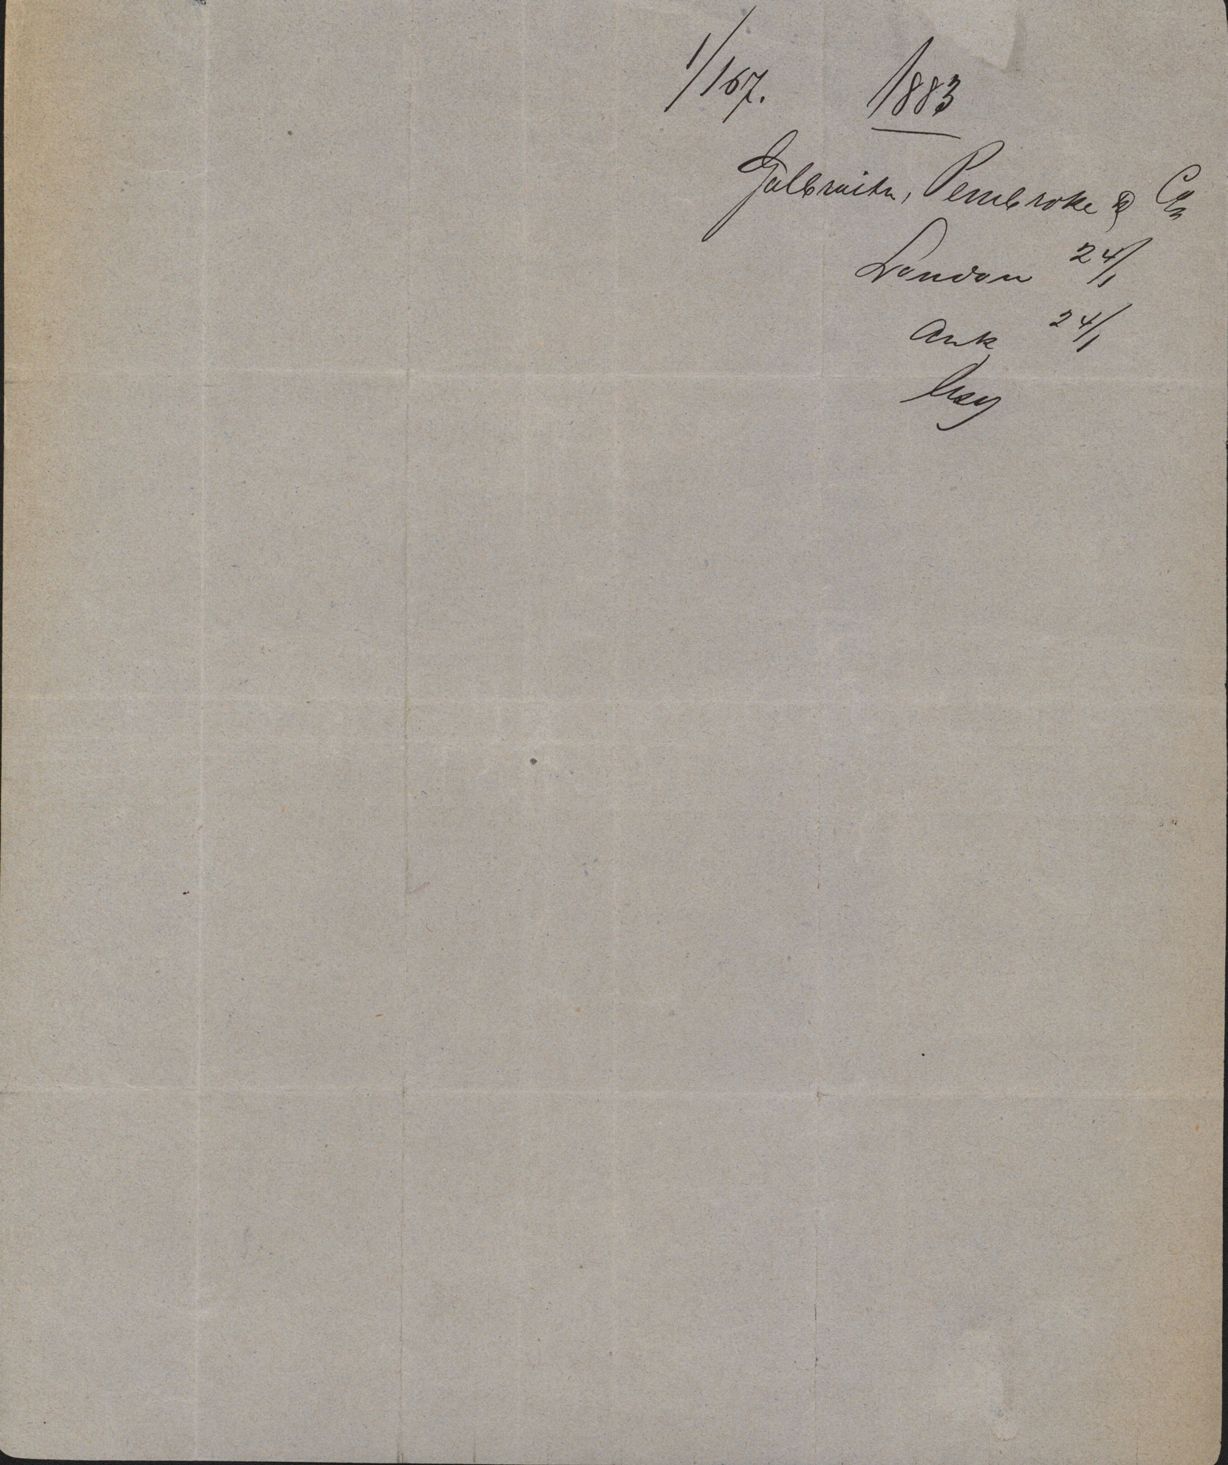 1/167. 1883
Galbraith, Pembroke & Co
London 24/1
Ank 24/1